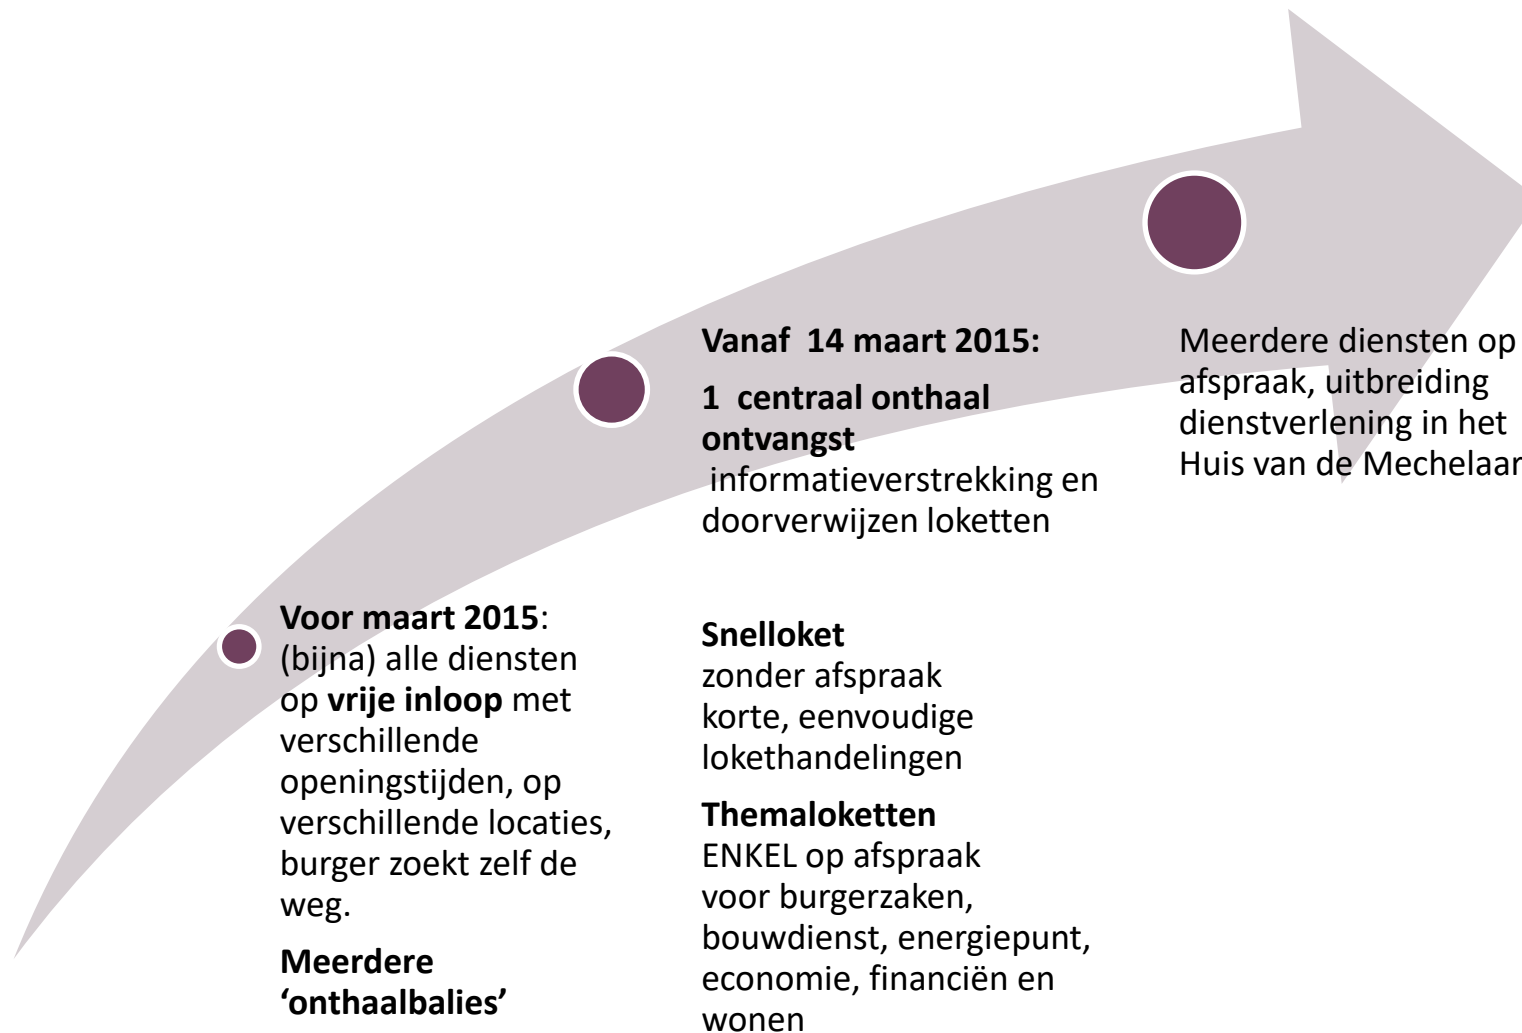 Voor maart 2015:
(bijna) alle diensten
op vrije inloop met
verschillende
openingstijden, op
verschillende locaties,
burger zoekt zelf de
weg.
Meerdere
‘onthaalbalies’
Vanaf 14 maart 2015:
1 centraal onthaal
ontvangst
informatieverstrekking en
doorverwijzen loketten
Snelloket
zonder afspraak
korte, eenvoudige
lokethandelingen
Themaloketten
ENKEL op afspraak
voor burgerzaken,
bouwdienst, energiepunt,
economie, financiën en
wonen
Meerdere diensten op
afspraak, uitbreiding
dienstverlening in het
Huis van de Mechelaar